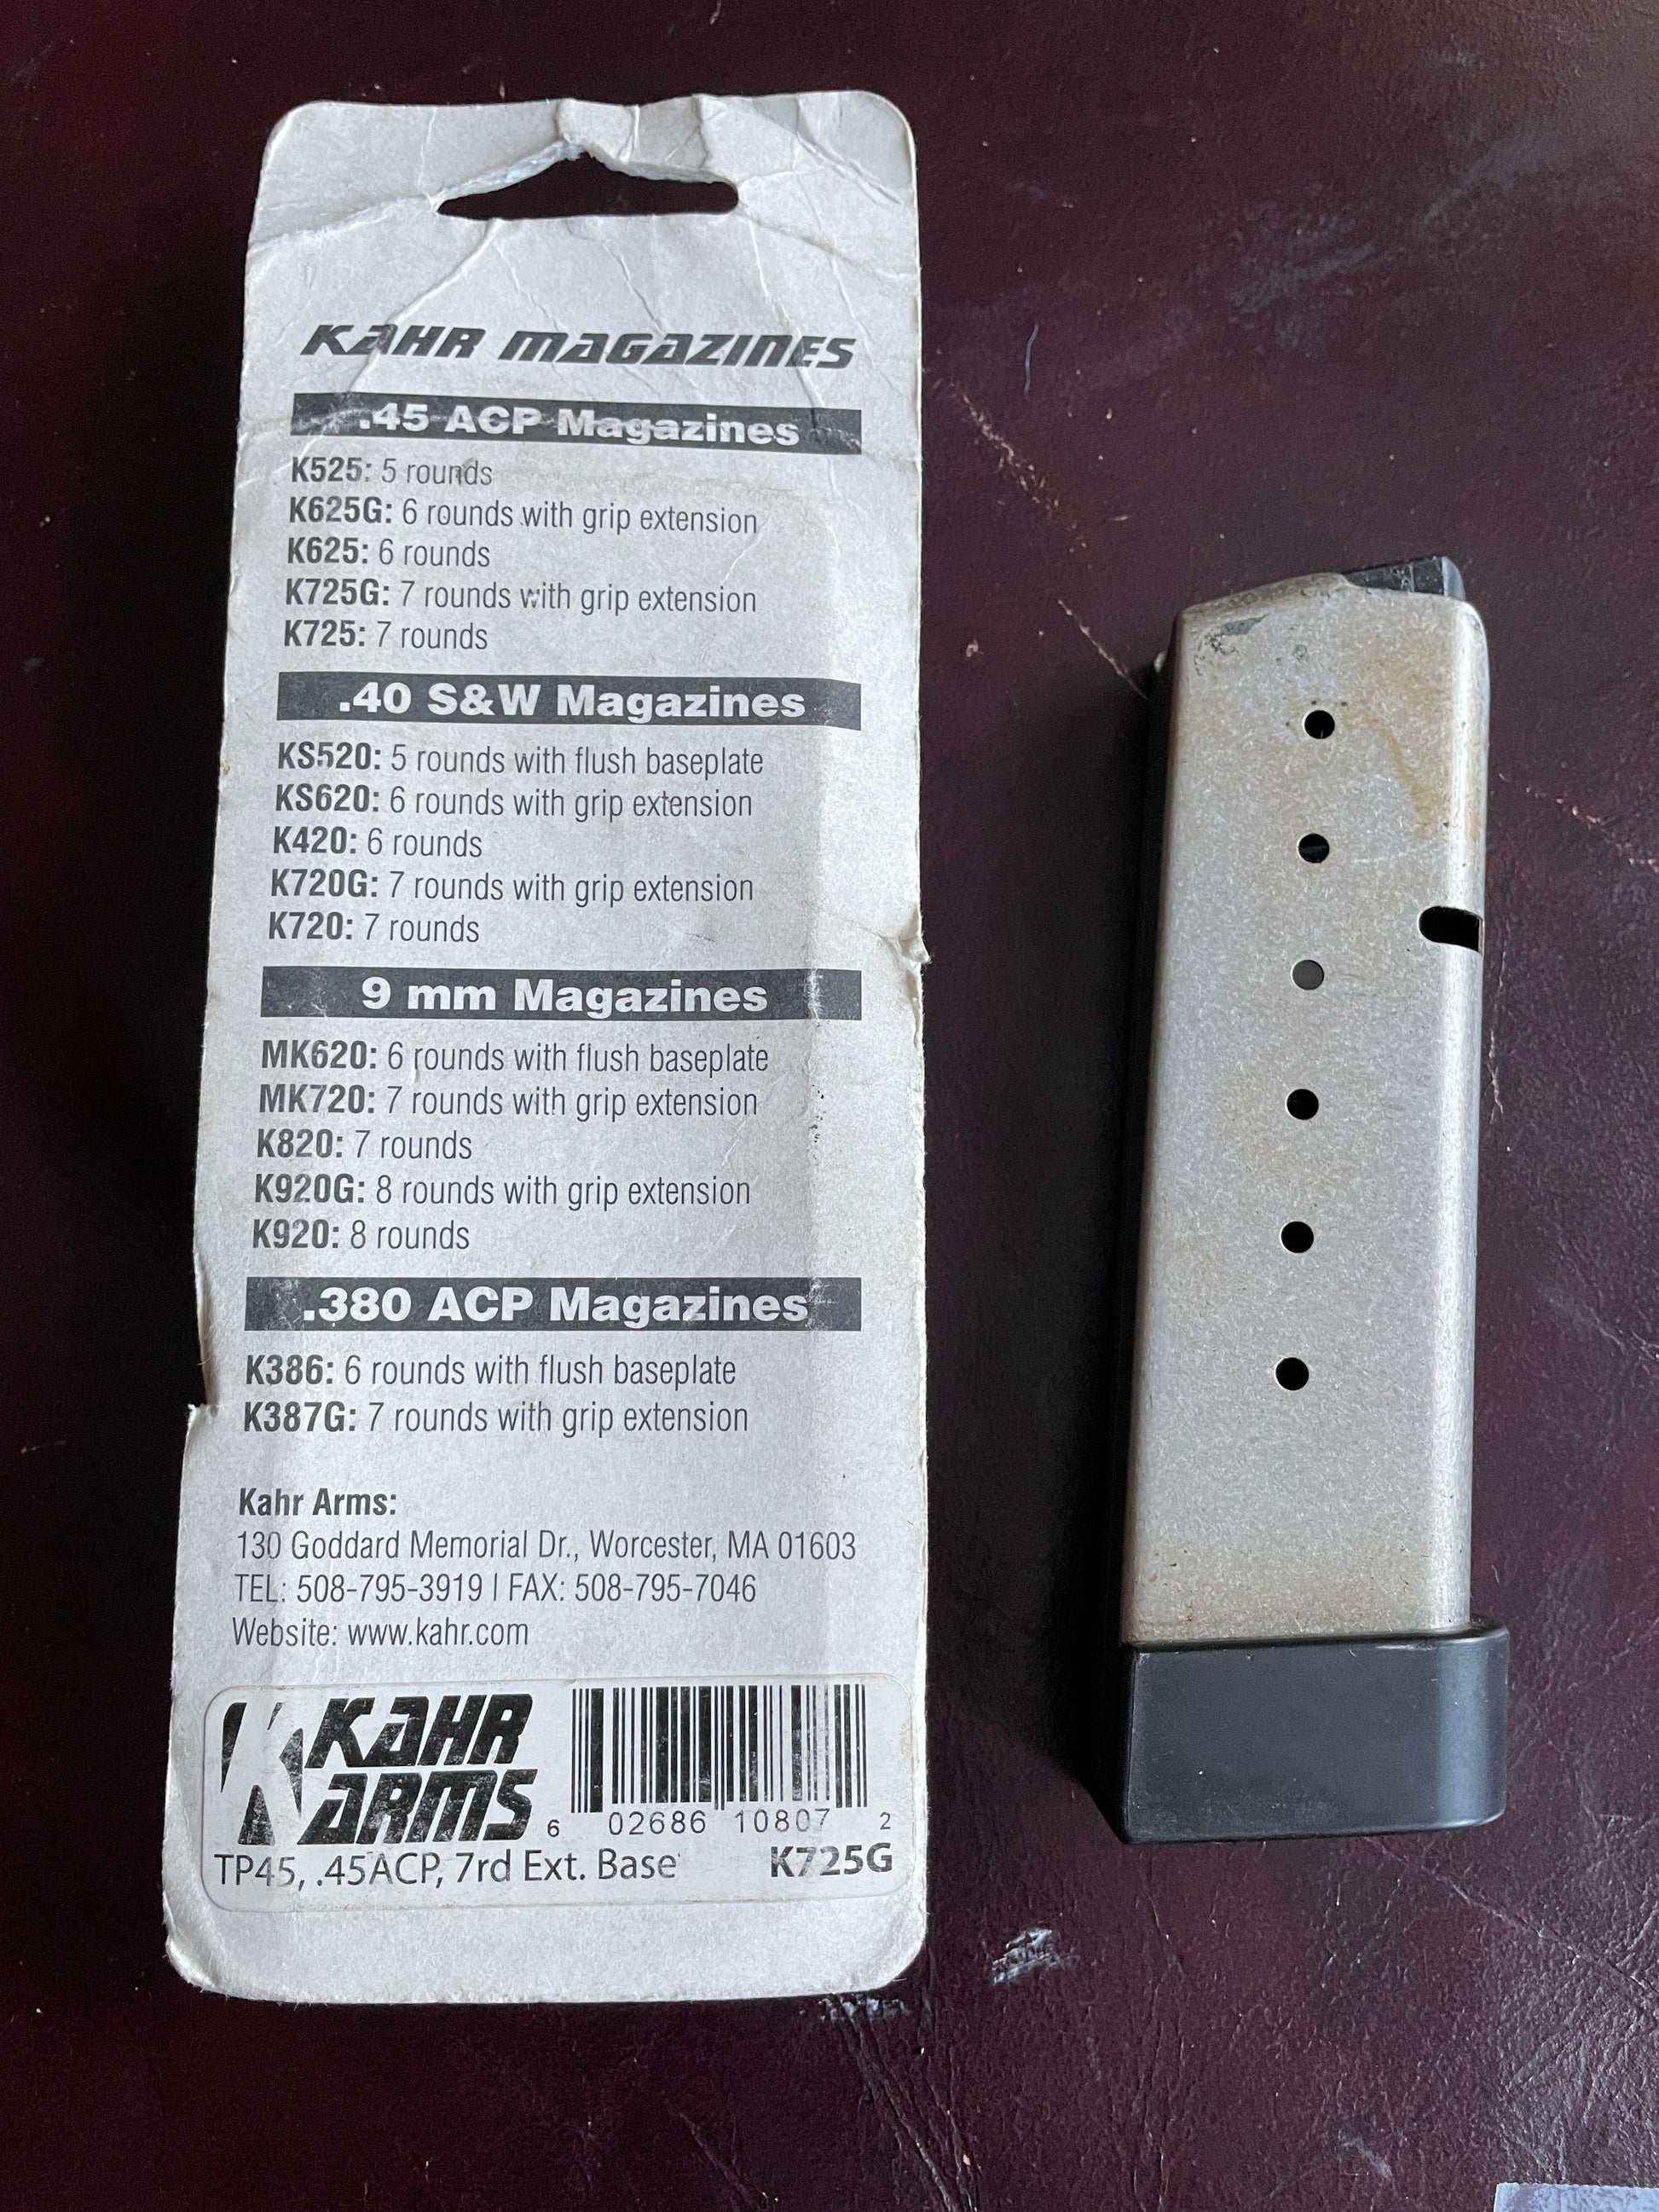 KAHR MAGAZINES
.45 ACP Magazines
K525: 5 rounds
K625G: 6 rounds with grip extension
K625: 6 rounds
K725G: 7 rounds with grip extension
K725: 7 rounds
.40 S&W Magazines
KS520: 5 rounds with flush baseplate
KS620: 6 rounds with grip extension
K420: 6 rounds
K720G: 7 rounds with grip extension
K720: 7 rounds
9 mm Magazines
MK620: 6 rounds with flush baseplate
MK720: 7 rounds with grip extension
K820: 7 rounds
K920G: 8 rounds with grip extension
K920: 8 rounds
.380 ACP Magazines
K386: 6 rounds with flush baseplate
K387G: 7 rounds with grip extension
Kahr Arms:
130 Goddard Memorial Dr., Worcester, MA 01603
TEL: 508-795-3919 | FAX: 508-795-7046
Website: www.kahr.com
K KAHR
ARMS
6 02686 10807 2
TP45, .45ACP, 7rd Ext. Base K725G